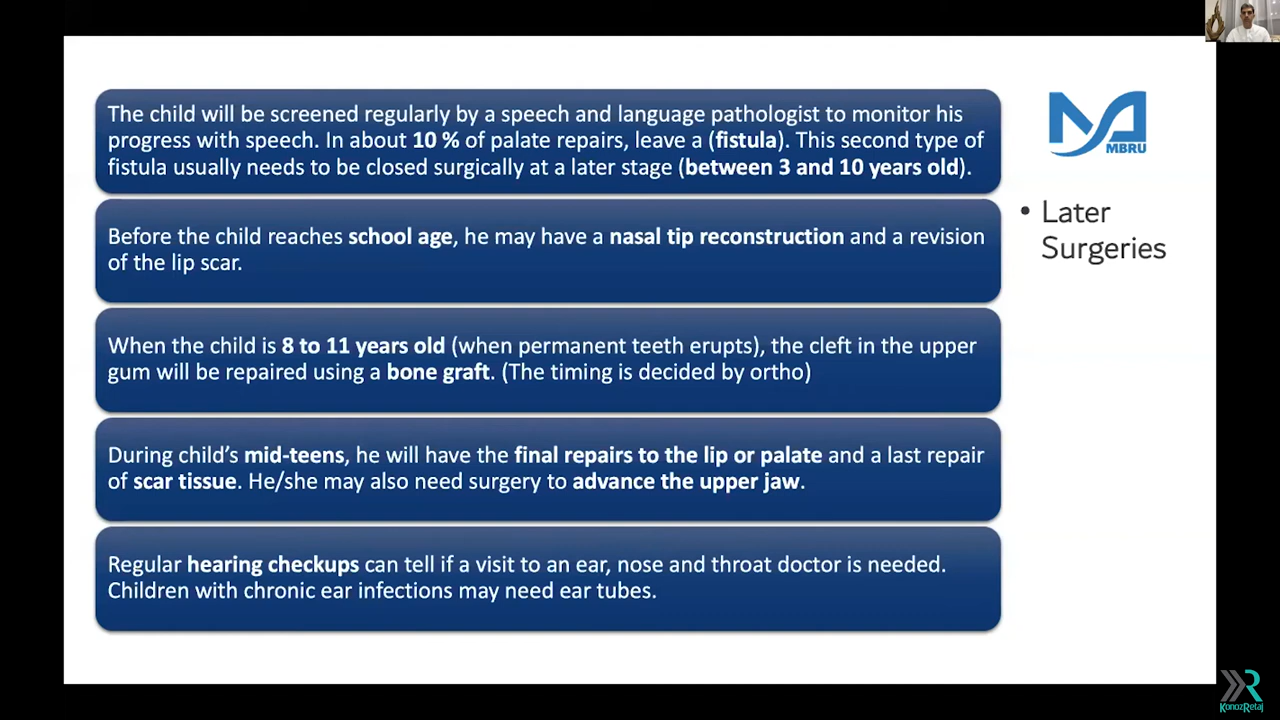 The child will be screened regularly by a speech and language pathologist to monitor his
progress with speech. In about 10 % of palate repairs, leave a (fistula). This second type of
fistula usually needs to be closed surgically at a later stage (between 3 and 10 years old).
Before the child reaches school age, he may have a nasal tip reconstruction and a revision
of the lip scar.
When the child is 8 to 11 years old (when permanent teeth erupts), the cleft in the upper
gum will be repaired using a bone graft. (The timing is decided by ortho)
During child’s mid-teens, he will have the final repairs to the lip or palate and a last repair
of scar tissue. He/she may also need surgery to advance the upper jaw.
Regular hearing checkups can tell if a visit to an ear, nose and throat doctor is needed.
Children with chronic ear infections may need ear tubes.
MBRU
• Later
Surgeries
KonozRetaj